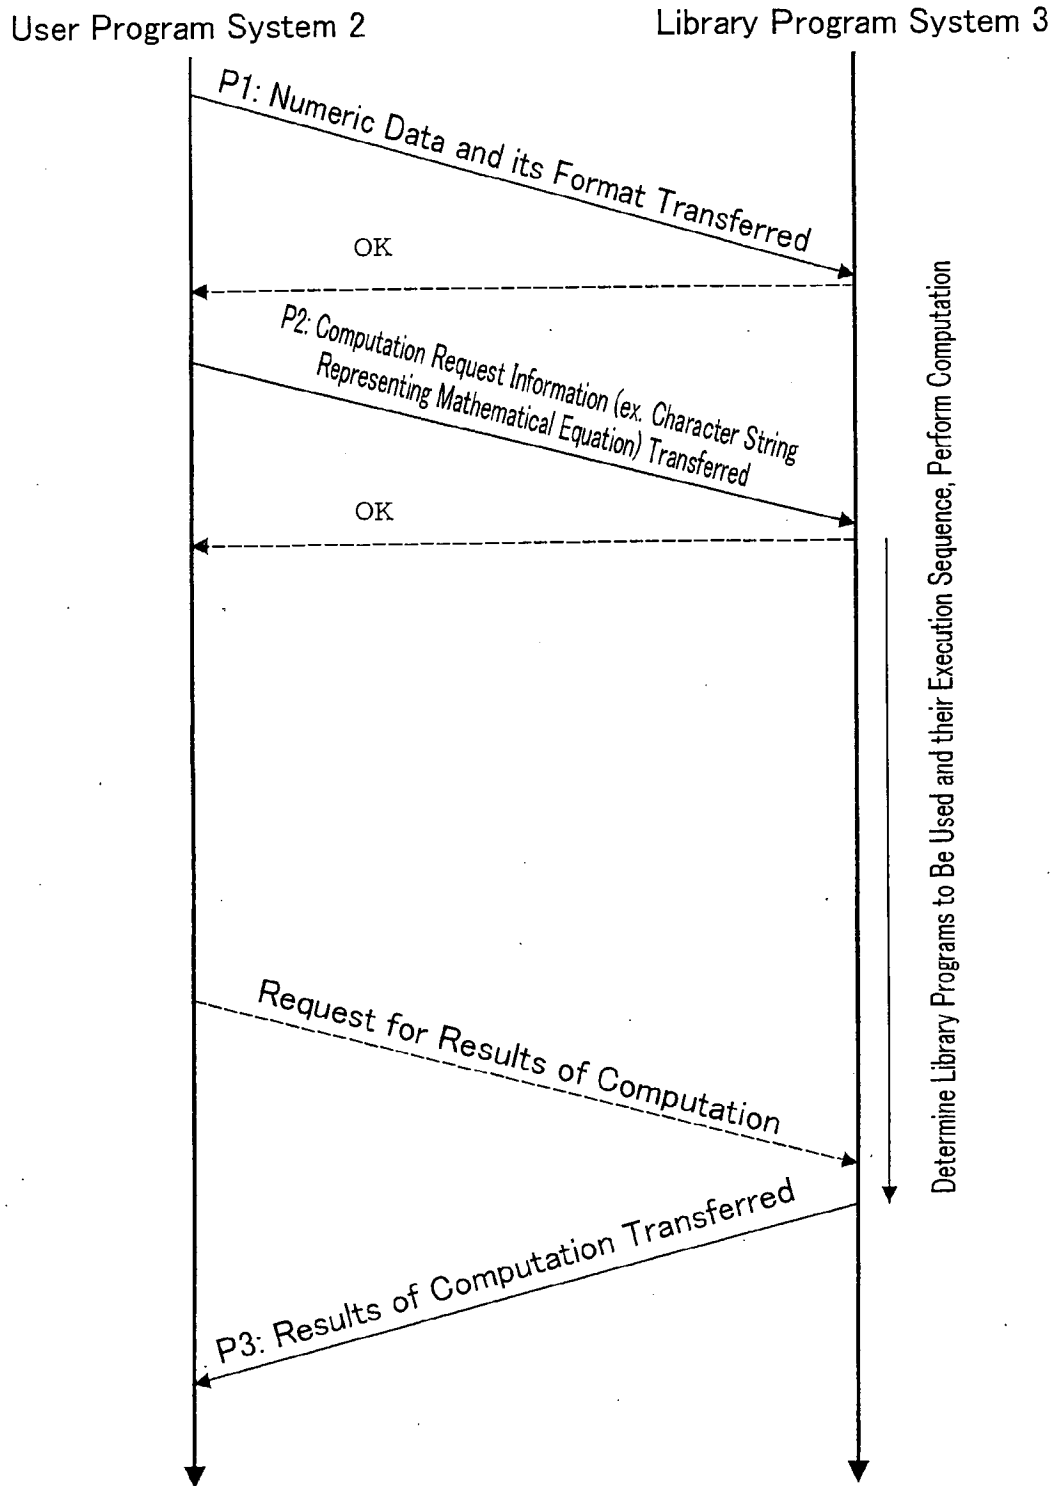 User Program System 2
Library Program System 3
P1: Numeric Data and its Format Transferred
OK
P2: Computation Request Information (ex. Character String
Representing Mathematical Equation) Transferred
OK
Determine Library Programs to Be Used and their Execution Sequence, Perform Computation
Request for Results of Computation
P3: Results of Computation Transferred